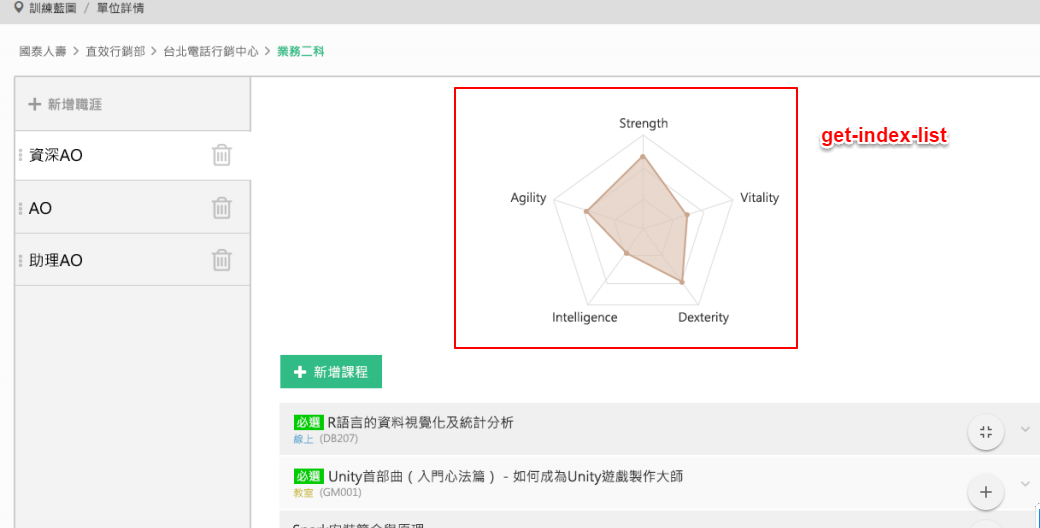 訓練藍圖 / 單位詳情
國泰人壽 > 直效行銷部 > 台北電話行銷中心 > 業務二科
新增職涯
資深AO
AO
助理AO
Strength
Agility
Vitality
Intelligence
Dexterity
get-index-list
新增課程
必選 R語言的資料視覺化及統計分析
線上 (DB207)
必選 Unity首部曲（入門心法篇） - 如何成為Unity遊戲製作大師
教室 (GM001)